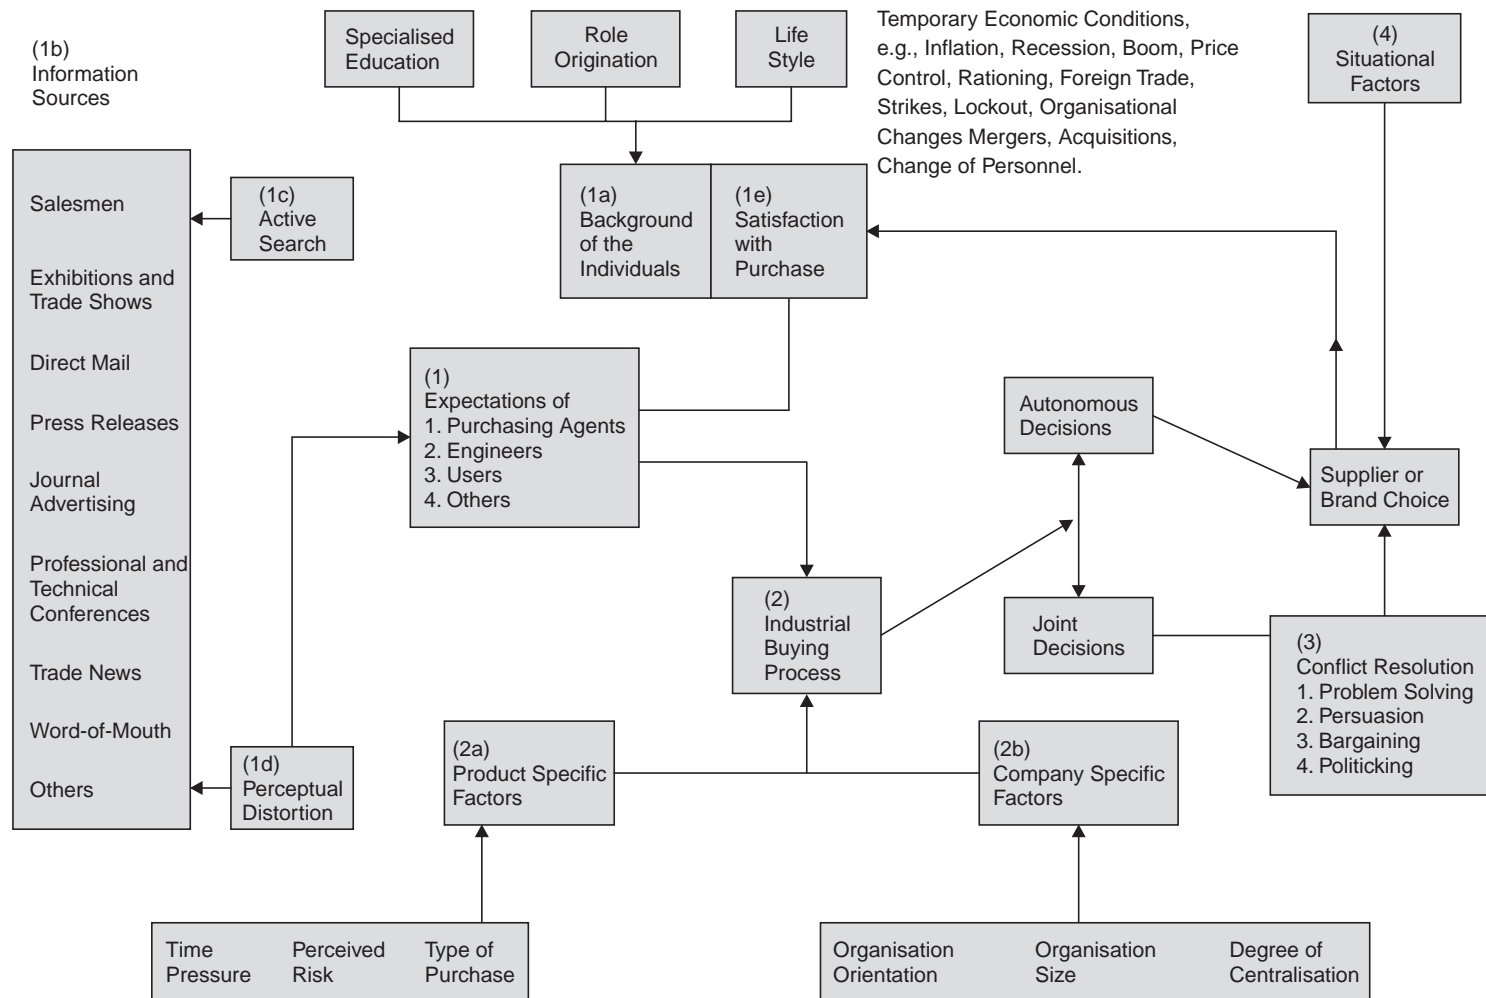 (1b)
Information
Sources
Specialised
Education
Role
Origination
Life
Style
Temporary Economic Conditions,
e.g., Inflation, Recession, Boom, Price
Control, Rationing, Foreign Trade,
Strikes, Lockout, Organisational
Changes Mergers, Acquisitions,
Change of Personnel.
(4)
Situational
Factors
Salesmen
Exhibitions and
Trade Shows
Direct Mail
Press Releases
Journal
Advertising
Professional and
Technical
Conferences
Trade News
Word-of-Mouth
Others
(1c)
Active
Search
(1d)
Perceptual
Distortion
(1a)
Background
of the
Individuals
(1e)
Satisfaction
with
Purchase
(1)
Expectations of
1. Purchasing Agents
2. Engineers
3. Users
4. Others
(2)
Industrial
Buying
Process
Autonomous
Decisions
Joint
Decisions
Supplier or
Brand Choice
(3)
Conflict Resolution
1. Problem Solving
2. Persuasion
3. Bargaining
4. Politicking
(2a)
Product Specific
Factors
(2b)
Company Specific
Factors
Time
Pressure
Perceived
Risk
Type of
Purchase
Organisation
Orientation
Organisation
Size
Degree of
Centralisation